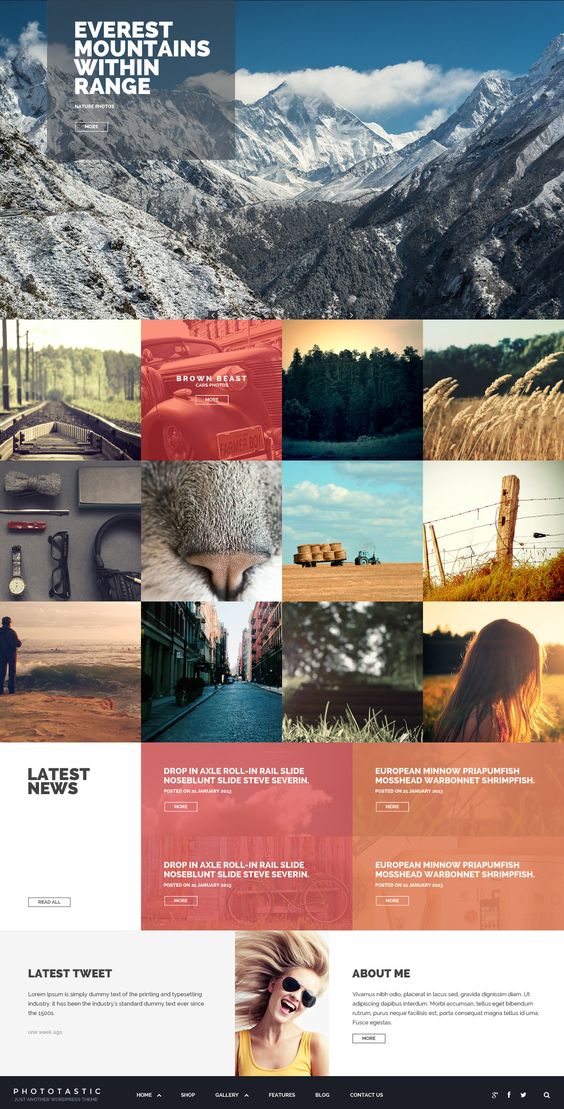 EVEREST
MOUNTAINS
WITHIN
RANGE
NATURE PHOTOS
MORE
BROWN BEAST
CARS PHOTOS
MORE
FARMER BOY
LATEST
NEWS
READ ALL
DROP IN AXLE ROLL-IN RAIL SLIDE
NOSEBLUNT SLIDE STEVE SEVERIN.
POSTED ON 21 JANUARY 2013
MORE
EUROPEAN MINNOW PRIAPUMFISH
MOSSHEAD WARBONNET SHRIMPFISH.
POSTED ON 21 JANUARY 2013
MORE
DROP IN AXLE ROLL-IN RAIL SLIDE
NOSEBLUNT SLIDE STEVE SEVERIN.
POSTED ON 21 JANUARY 2013
MORE
EUROPEAN MINNOW PRIAPUMFISH
MOSSHEAD WARBONNET SHRIMPFISH.
POSTED ON 21 JANUARY 2013
MORE
LATEST TWEET
Lorem Ipsum is simply dummy text of the printing and typesetting
industry. it has been the industry's standard dummy text ever since
the 1500s.
one week ago
ABOUT ME
Vivamus nibh odio, placerat in lacus sed, gravida dignissim diam. Ut
adipiscing dapibus interdum. Morbi accumsan, tellus eget bibendum
rutrum, purus neque facilisis est, porta consequat magna tellus id urna.
Fusce egestas.
MORE
PHOTOTASTIC
JUST ANOTHER WORDPRESS THEME
HOME
SHOP
GALLERY
FEATURES
BLOG
CONTACT US